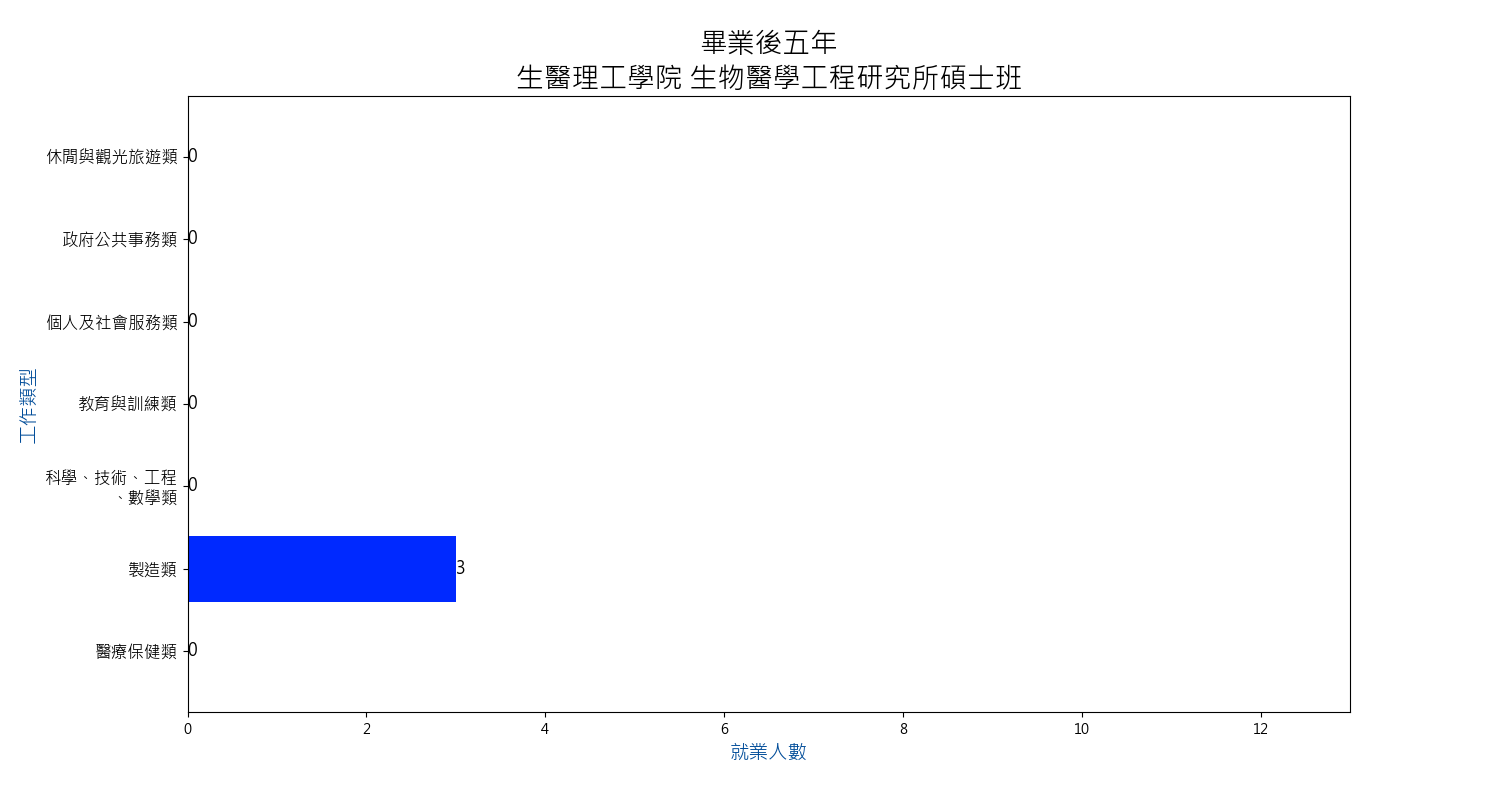 畢業後五年
生醫理工學院 生物醫學工程研究所碩士班
休閒與觀光旅遊類 0
政府公共事務類 0
個人及社會服務類 0
教育與訓練類 0
科學、技術、工程
、數學類 0
製造類 3
醫療保健類 0
工作類型
0 2 4 6 8 10 12
就業人數